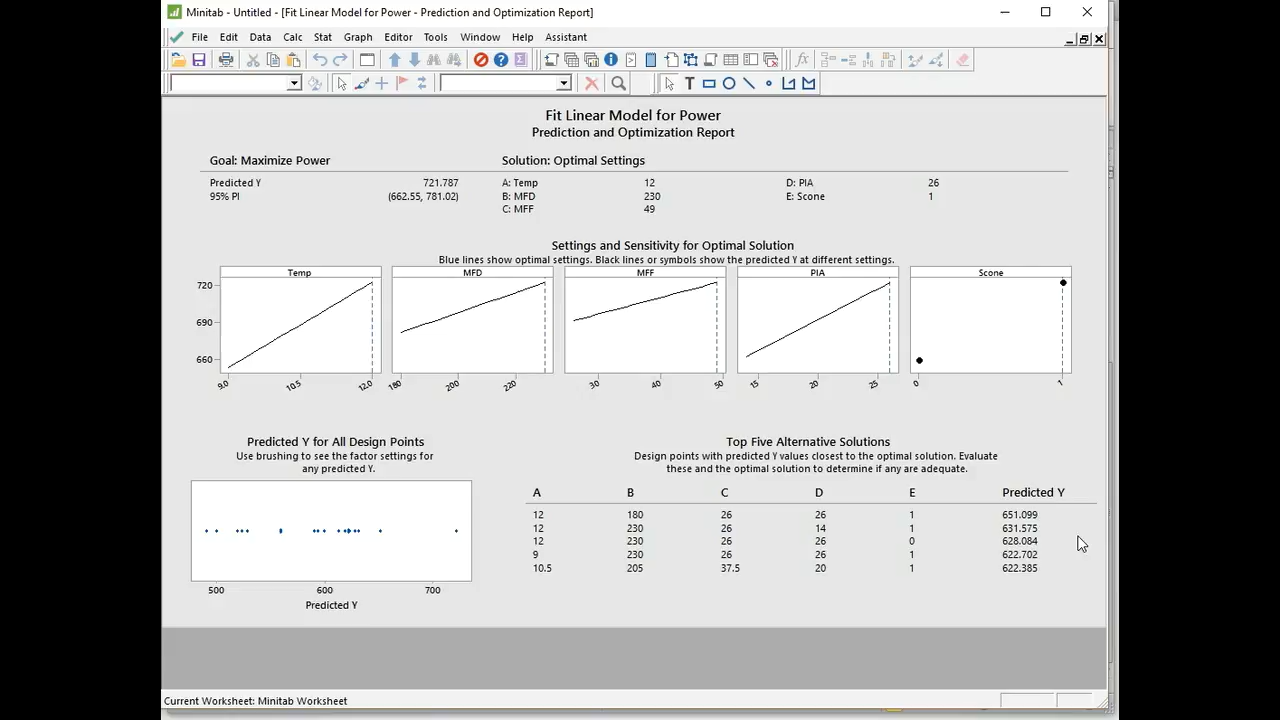 Minitab - Untitled - [Fit Linear Model for Power - Prediction and Optimization Report]
File Edit Data Calc Stat Graph Editor Tools Window Help Assistant
Fit Linear Model for Power
Prediction and Optimization Report
Goal: Maximize Power
Predicted Y 721.787
95% PI (662.55, 781.02)
Solution: Optimal Settings
A: Temp 12 D: PIA 26
B: MFD 230 E: Scone 1
C: MFF 49
Settings and Sensitivity for Optimal Solution
Blue lines show optimal settings. Black lines or symbols show the predicted Y at different settings.
Temp MFD MFF PIA Scone
720
690
660
9.0 10.5 12.0 180 200 220 30 40 50 15 20 25 0 1
Predicted Y for All Design Points
Use brushing to see the factor settings for
any predicted Y.
500 600 700
Predicted Y
Top Five Alternative Solutions
Design points with predicted Y values closest to the optimal solution. Evaluate
these and the optimal solution to determine if any are adequate.
A B C D E Predicted Y
12 180 26 26 1 651.099
12 230 26 14 1 631.575
12 230 26 26 0 628.084
9 230 26 26 1 622.702
10.5 205 37.5 20 1 622.385
Current Worksheet: Minitab Worksheet